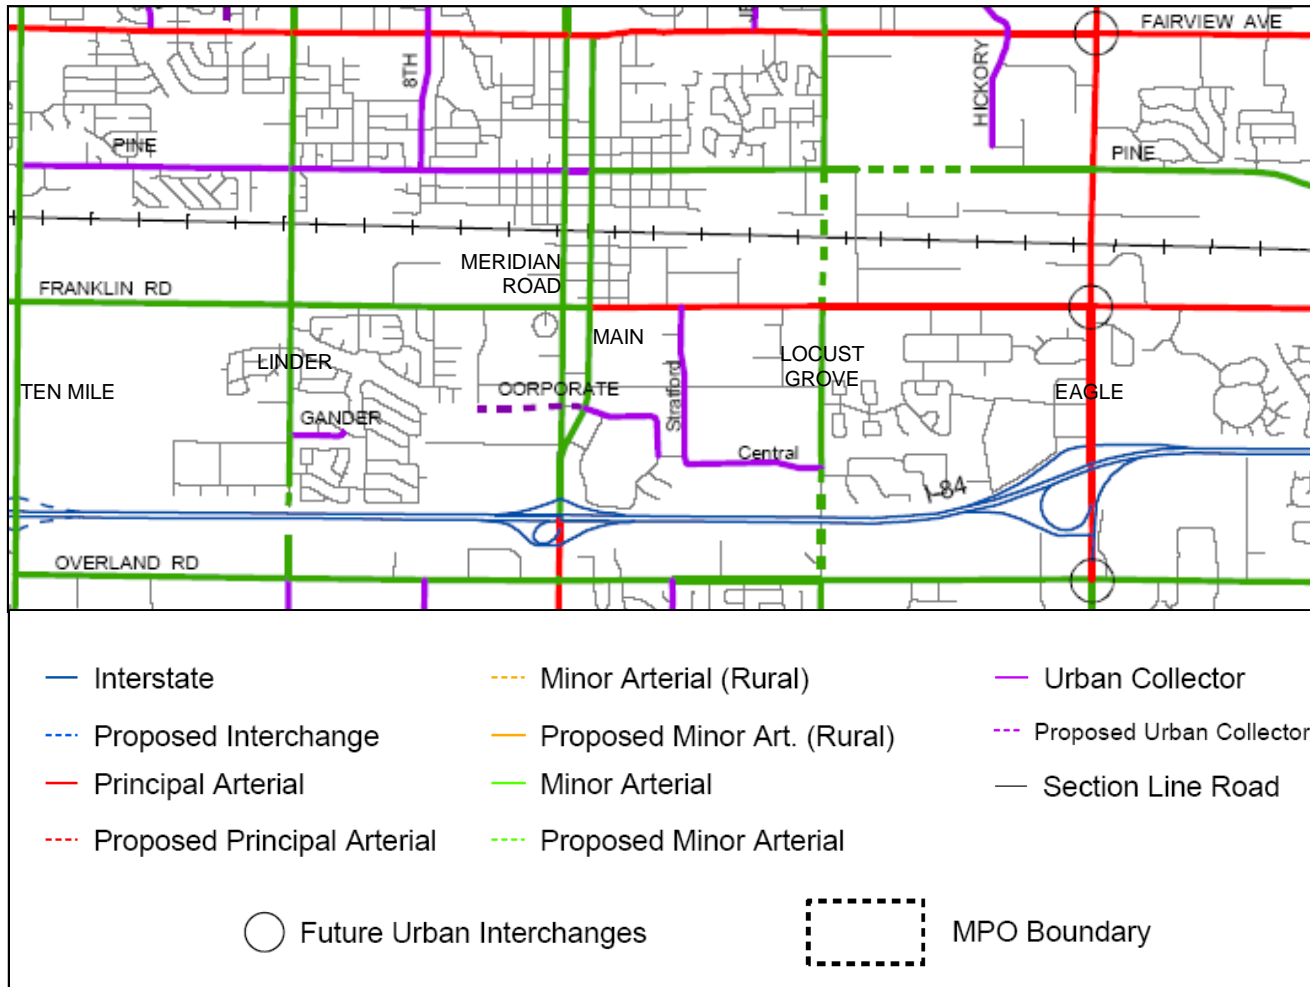 FAIRVIEW AVE
8TH
HICKORY
PINE
PINE
MERIDIAN
ROAD
FRANKLIN RD
MAIN
LINDER
LOCUST
GROVE
TEN MILE
CORPORATE
Stratford
EAGLE
GANDER
Central
I-84
OVERLAND RD
Interstate
Minor Arterial (Rural)
Urban Collector
Proposed Interchange
Proposed Minor Art. (Rural)
Proposed Urban Collector
Principal Arterial
Minor Arterial
Section Line Road
Proposed Principal Arterial
Proposed Minor Arterial
Future Urban Interchanges
MPO Boundary